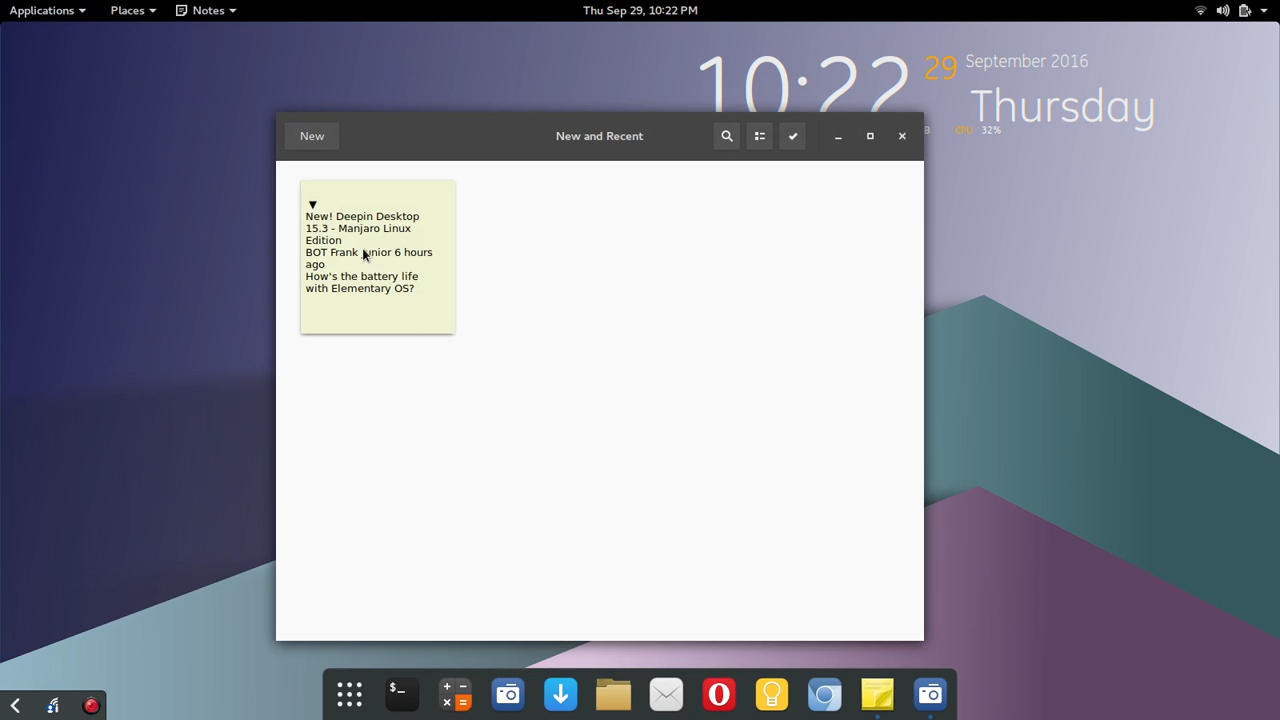 Applications Places Notes Thu Sep 29, 10:22 PM
10:22 29 September 2016
Thursday
B CPU 32%
New New and Recent
▼
New! Deepin Desktop
15.3 - Manjaro Linux
Edition
BOT Frank Junior 6 hours
ago
How's the battery life
with Elementary OS?
$_